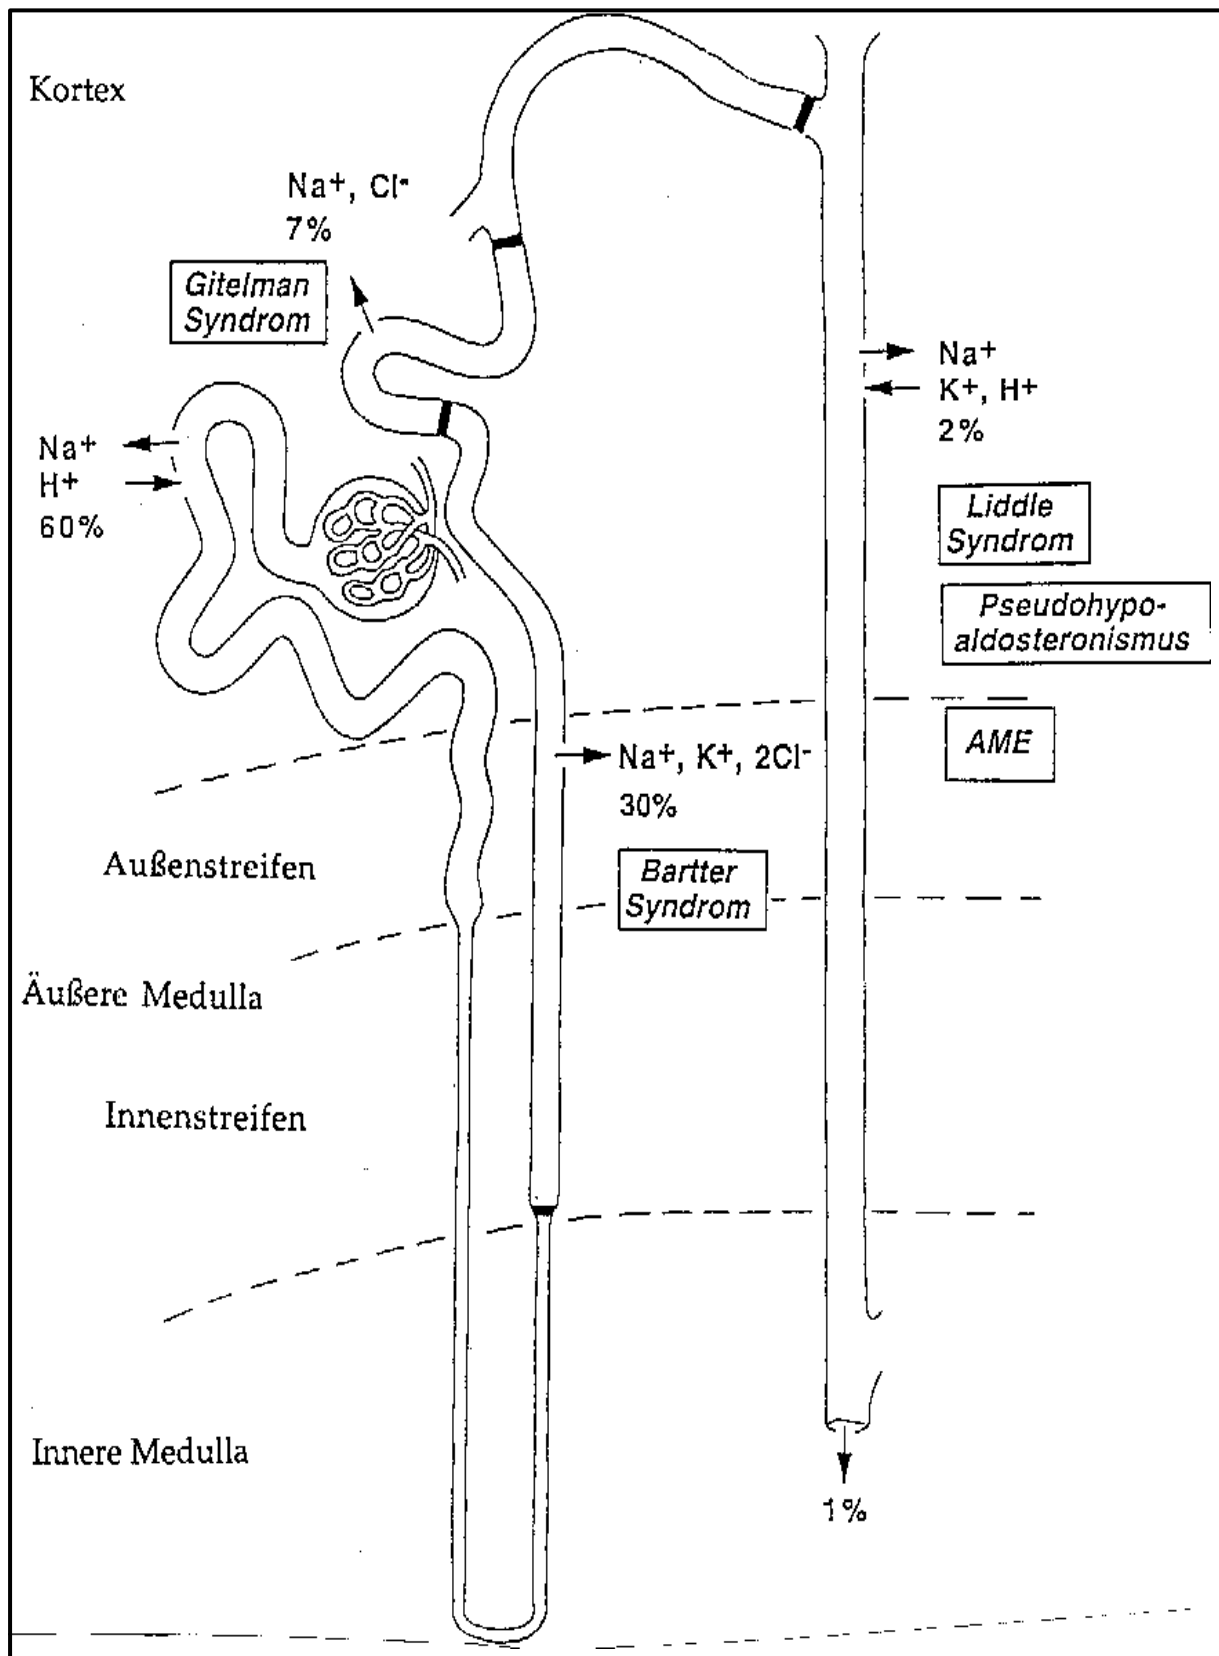 Kortex
Na+, Cl-
7%
Gitelman
Syndrom
Na+
H+
60%
Na+
K+, H+
2%
Liddle
Syndrom
Pseudohypo-
aldosteronismus
AME
Na+, K+, 2Cl-
30%
Außenstreifen
Bartter
Syndrom
Äußere Medulla
Innenstreifen
Innere Medulla
1%